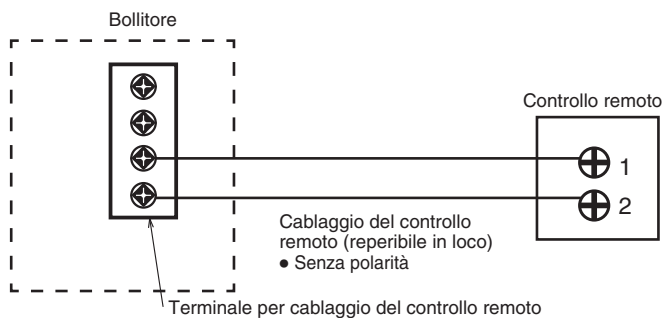 Bollitore
Controllo remoto
1
2
Cablaggio del controllo
remoto (reperibile in loco)
● Senza polarità
Terminale per cablaggio del controllo remoto